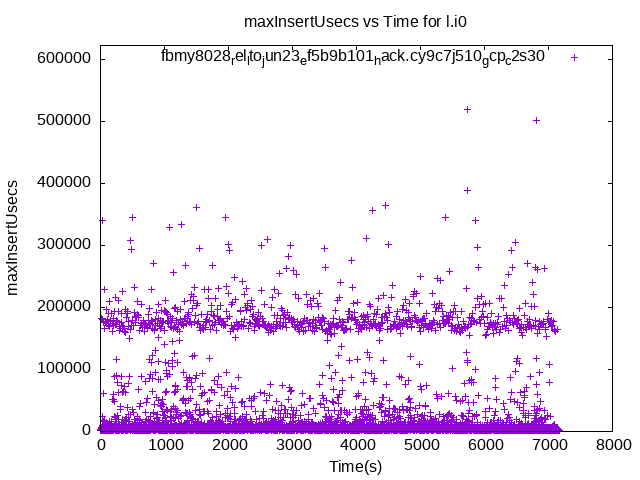 maxInsertUsecs vs Time for l.i0
fbmy8028rel_lto_jun23_ef5b9b101_hack.cy9c7j510_gcp_c2s30
600000
500000
400000
300000
200000
100000
0
maxInsertUsecs
0 1000 2000 3000 4000 5000 6000 7000 8000
Time(s)